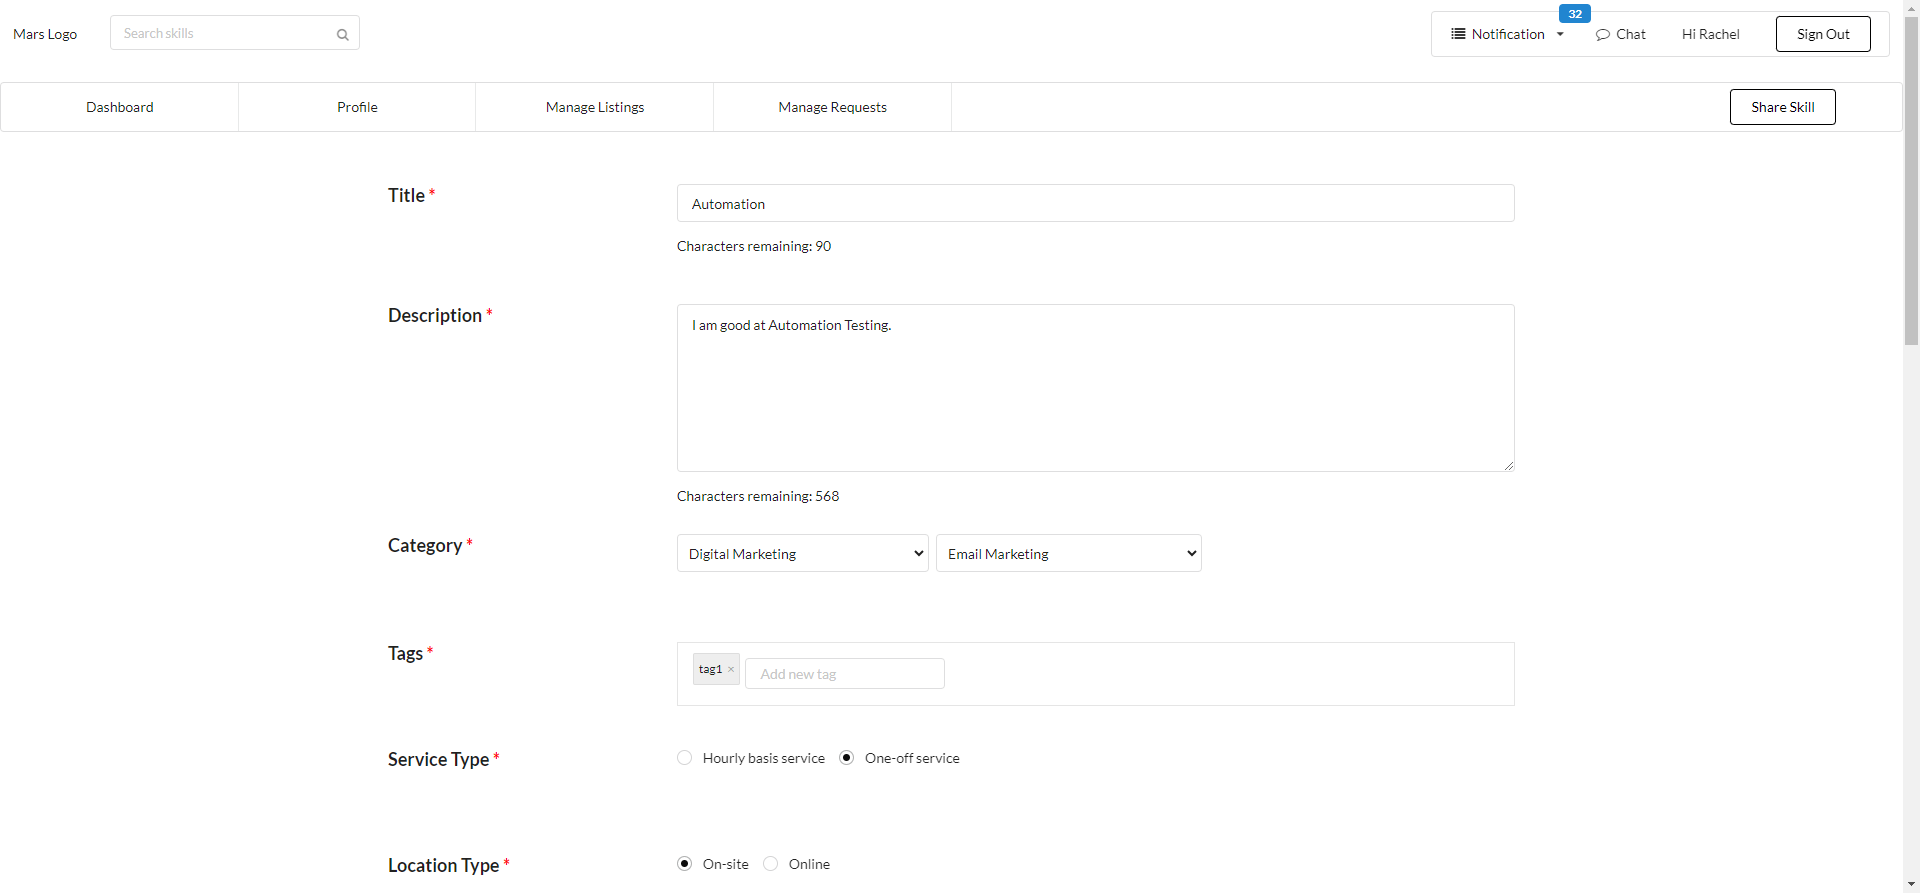 Mars Logo
Search skills
32
Notification
Chat
Hi Rachel
Sign Out
Dashboard
Profile
Manage Listings
Manage Requests
Share Skill
Title *
Automation
Characters remaining: 90
Description *
I am good at Automation Testing.
Characters remaining: 568
Category *
Digital Marketing
Email Marketing
Tags *
tag1 ×
Add new tag
Service Type *
Hourly basis service
One-off service
Location Type *
On-site
Online